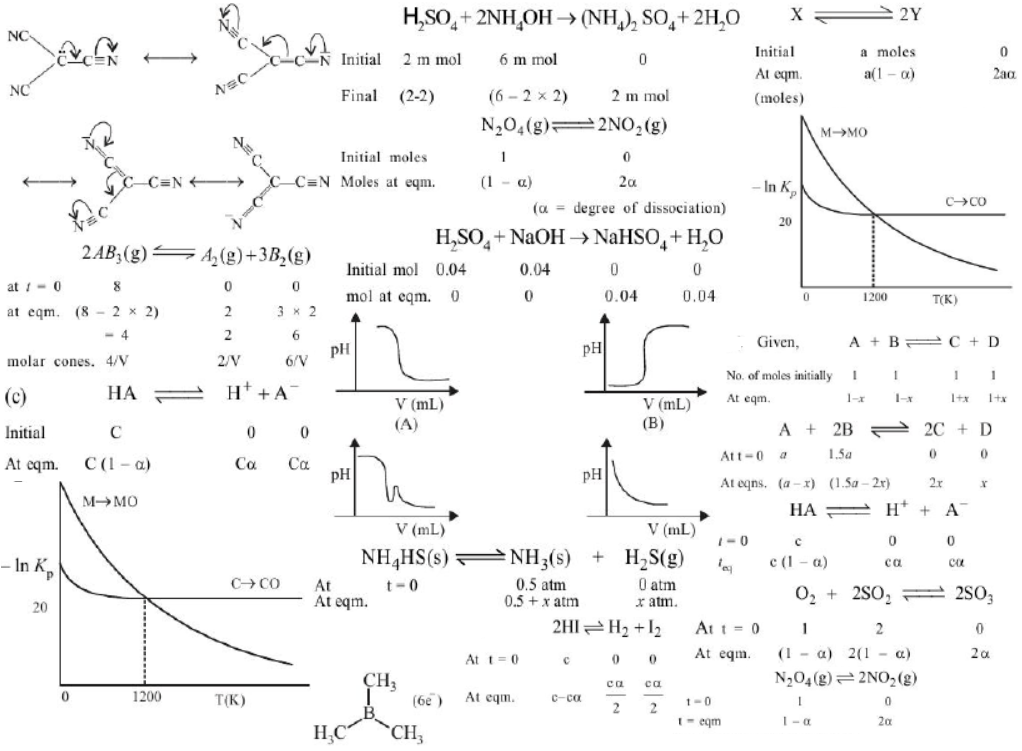 NC
C̈—C≡N
NC
N≡C
C=C=N̄
N≡C
N̄
C
C—C≡N
C
N≡
N≡C
C—C≡N
C
N̄
2AB₃(g) ⇌ A₂(g)+3B₂(g)
at t = 0 8 0 0
at eqm. (8 − 2 × 2) 2 3 × 2
= 4 2 6
molar cones. 4/V 2/V 6/V
(c) HA ⇌ H⁺ + A⁻
Initial C 0 0
At eqm. C (1 − α) Cα Cα
M→MO
− ln Kₚ
20
C→CO
0 1200 T(K)
H₂SO₄ + 2NH₄OH → (NH₄)₂ SO₄ + 2H₂O
Initial 2 m mol 6 m mol 0
Final (2-2) (6 − 2 × 2) 2 m mol
N₂O₄(g) ⇌ 2NO₂(g)
Initial moles 1 0
Moles at eqm. (1 − α) 2α
(α = degree of dissociation)
H₂SO₄ + NaOH → NaHSO₄ + H₂O
Initial mol 0.04 0.04 0 0
mol at eqm. 0 0 0.04 0.04
pH
V (mL)
(A)
pH
V (mL)
(B)
pH
V (mL)
pH
V (mL)
NH₄HS(s) ⇌ NH₃(s) + H₂S(g)
At t = 0 0.5 atm 0 atm
At eqm. 0.5 + x atm x atm.
2HI ⇌ H₂ + I₂
At t = 0 c 0 0
At eqm. c−cα cα/2 cα/2
CH₃
B
H₃C CH₃
(6e⁻)
X ⇌ 2Y
Initial a moles 0
At eqm. a(1 − α) 2aα
(moles)
M→MO
− ln Kₚ
20
C→CO
0 1200 T(K)
Given, A + B ⇌ C + D
No. of moles initially 1 1 1 1
At eqm. 1−x 1−x 1+x 1+x
A + 2B ⇌ 2C + D
At t = 0 a 1.5a 0 0
At eqns. (a − x) (1.5a − 2x) 2x x
HA ⇌ H⁺ + A⁻
t = 0 c 0 0
t_eq c (1 − α) cα cα
O₂ + 2SO₂ ⇌ 2SO₃
At t = 0 1 2 0
At eqm. (1 − α) 2(1 − α) 2α
N₂O₄(g) ⇌ 2NO₂(g)
t = 0 1 0
t = eqm 1 − α 2α